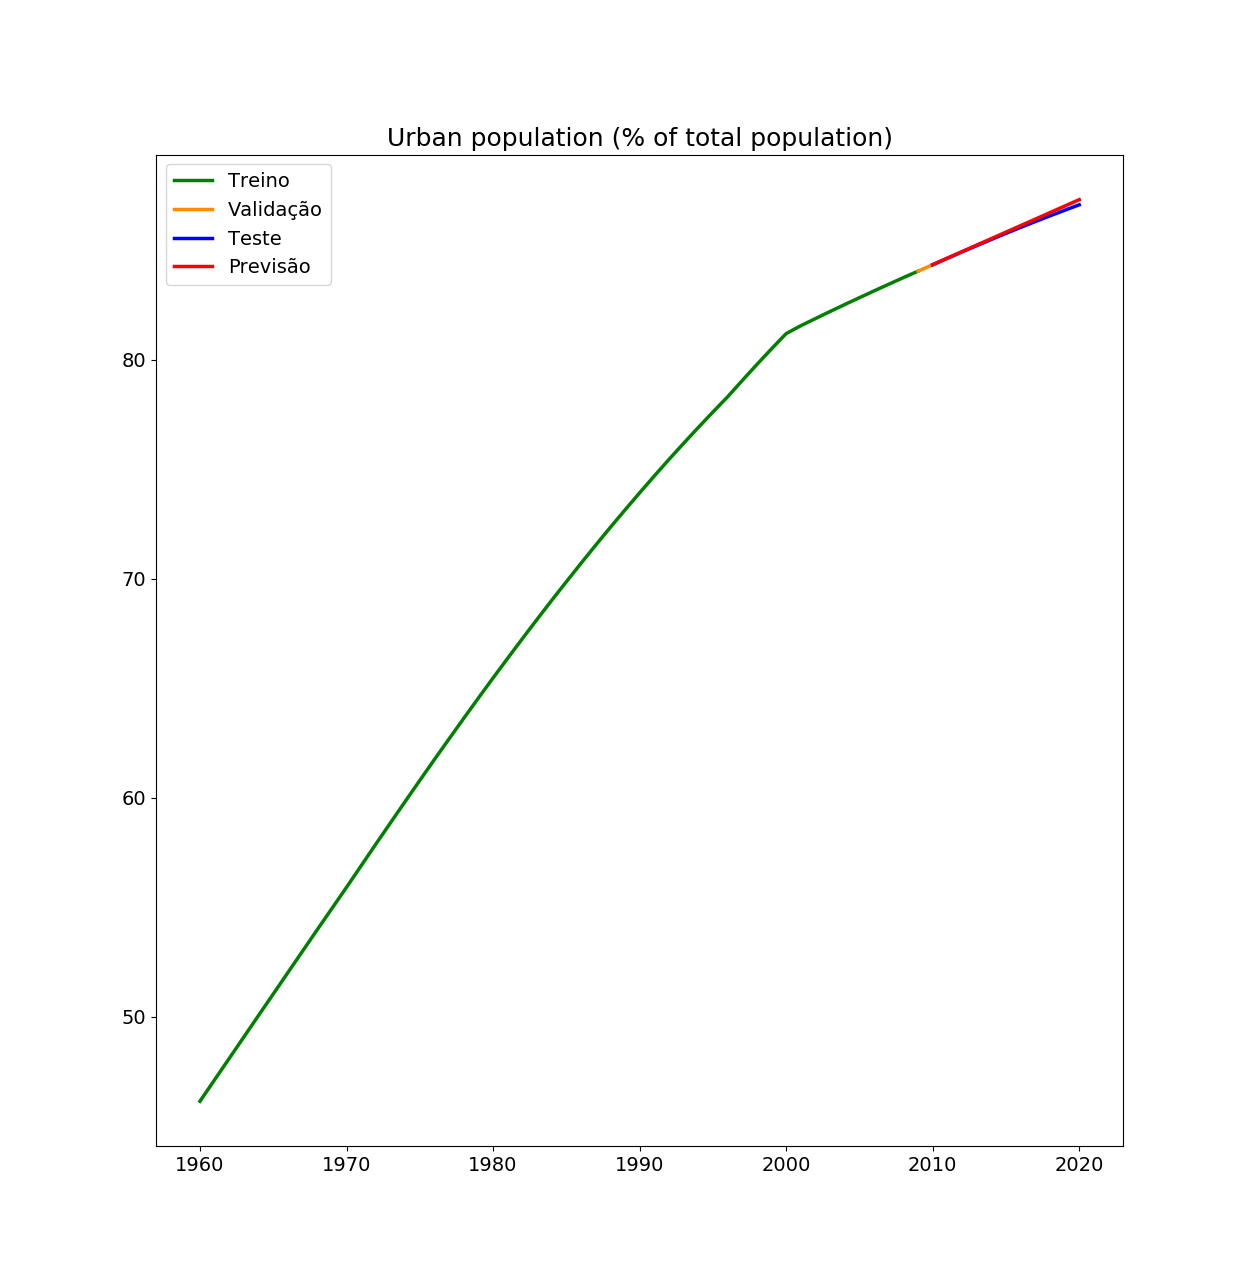 Urban population (% of total population)
Treino
Validação
Teste
Previsão
80
70
60
50
1960 1970 1980 1990 2000 2010 2020